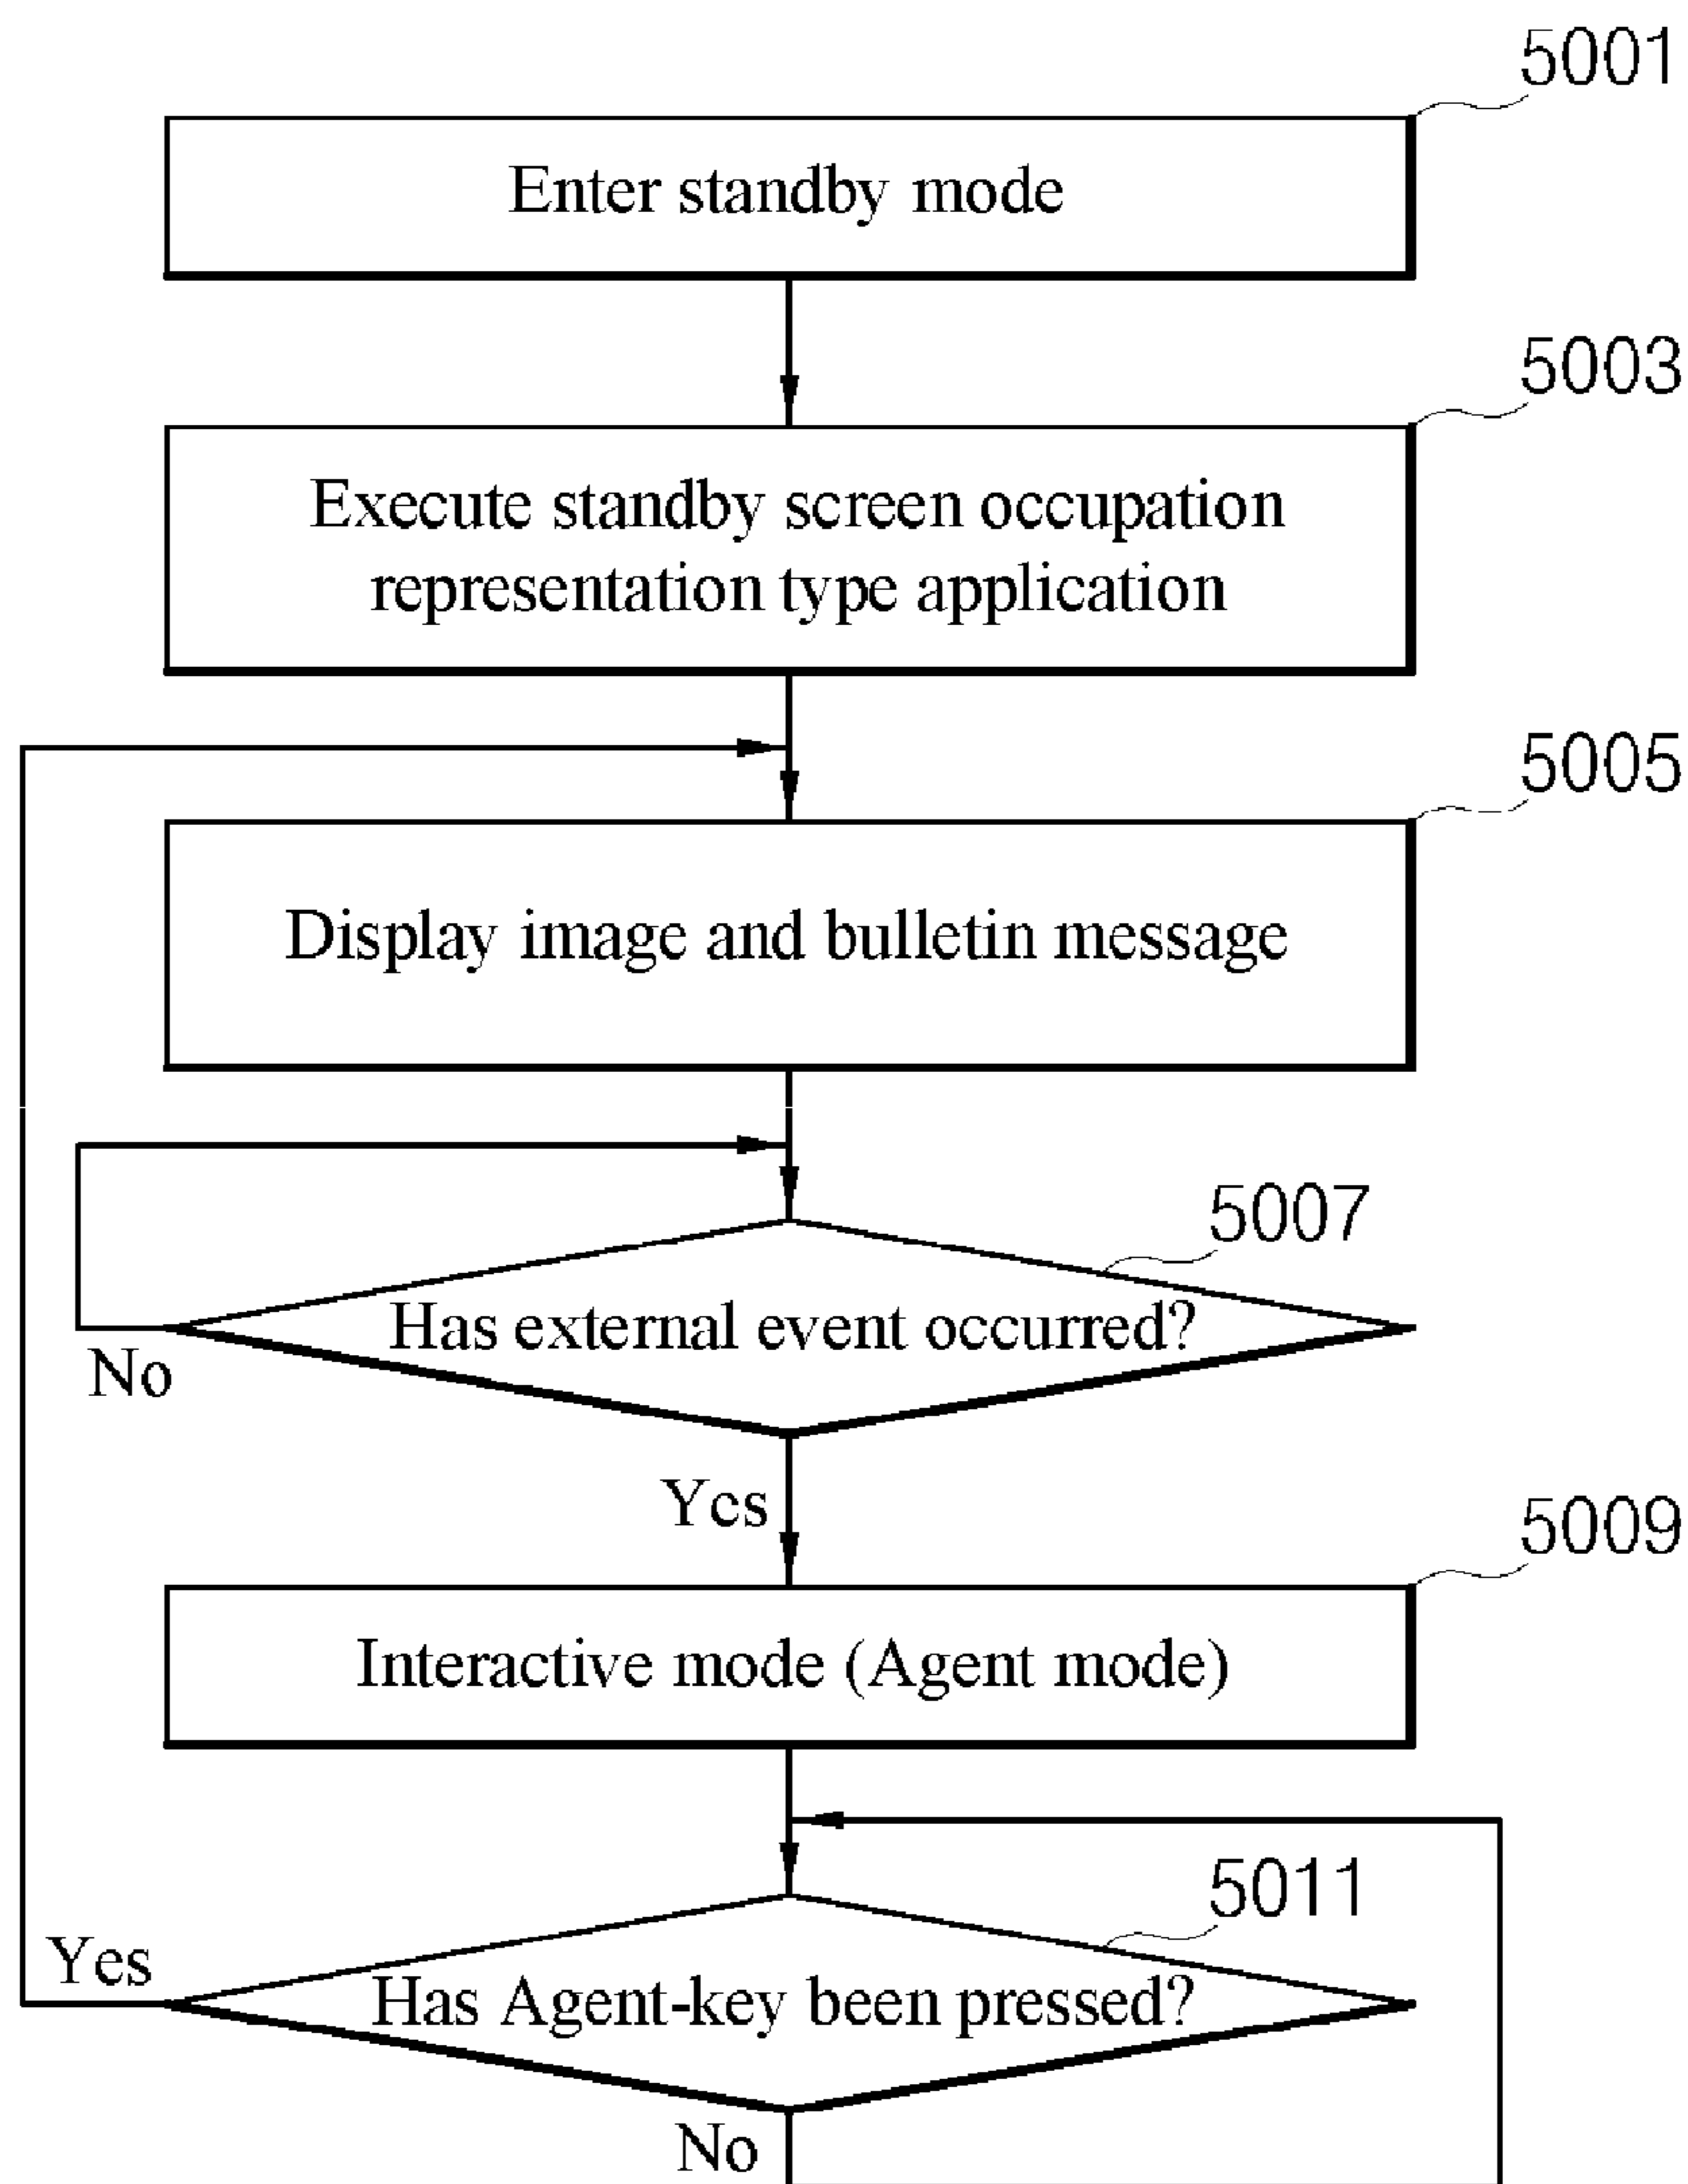 5001
Enter standby mode
5003
Execute standby screen occupation
representation type application
5005
Display image and bulletin message
5007
Has external event occurred?
No
Yes
5009
Interactive mode (Agent mode)
5011
Yes
Has Agent-key been pressed?
No